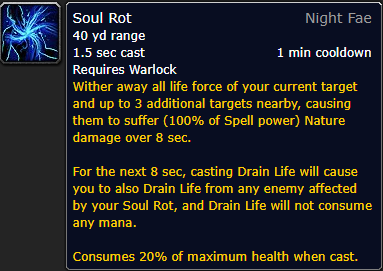 Soul Rot Night Fae
40 yd range
1.5 sec cast 1 min cooldown
Requires Warlock
Wither away all life force of your current target
and up to 3 additional targets nearby, causing
them to suffer (100% of Spell power) Nature
damage over 8 sec.
For the next 8 sec, casting Drain Life will cause
you to also Drain Life from any enemy affected
by your Soul Rot, and Drain Life will not consume
any mana.
Consumes 20% of maximum health when cast.